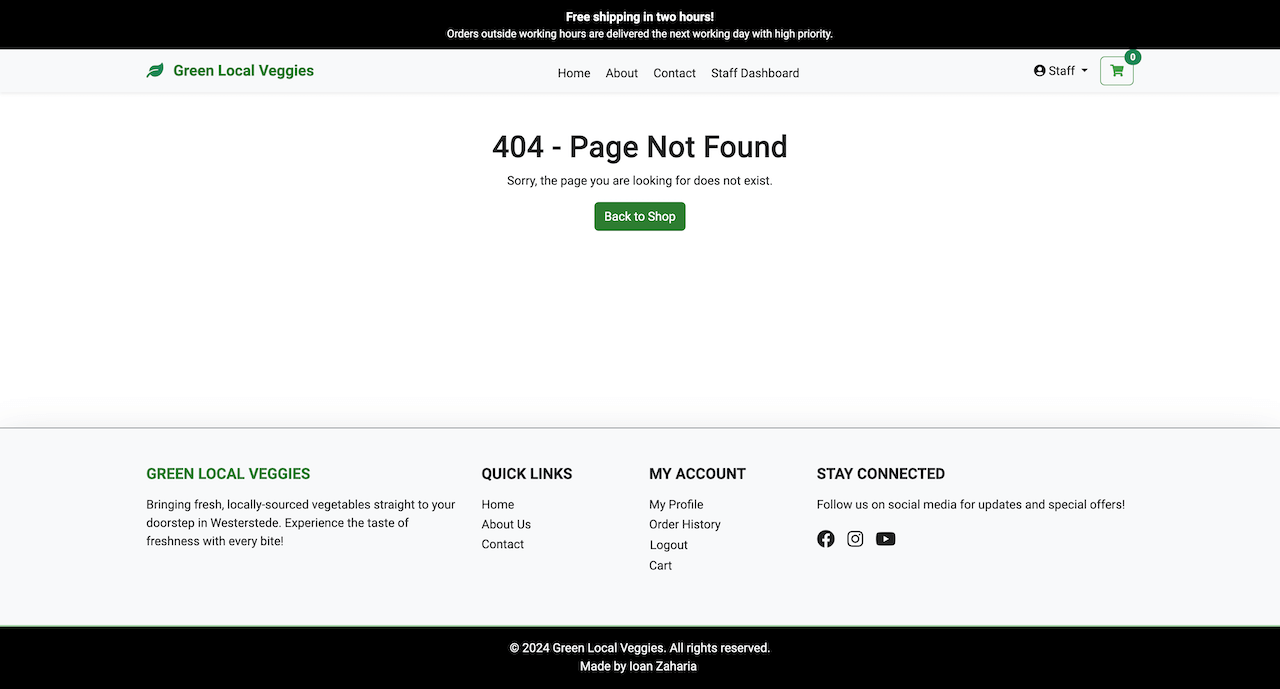 Free shipping in two hours!
Orders outside working hours are delivered the next working day with high priority.
Green Local Veggies
Home About Contact Staff Dashboard
Staff
0
404 - Page Not Found
Sorry, the page you are looking for does not exist.
Back to Shop
GREEN LOCAL VEGGIES
Bringing fresh, locally-sourced vegetables straight to your
doorstep in Westerstede. Experience the taste of
freshness with every bite!
QUICK LINKS
Home
About Us
Contact
MY ACCOUNT
My Profile
Order History
Logout
Cart
STAY CONNECTED
Follow us on social media for updates and special offers!
© 2024 Green Local Veggies. All rights reserved.
Made by Ioan Zaharia